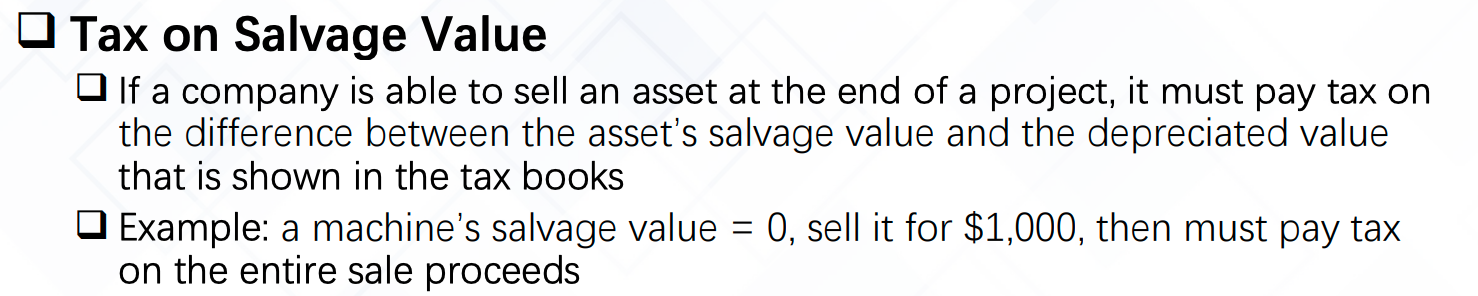 ❑ Tax on Salvage Value
❑ If a company is able to sell an asset at the end of a project, it must pay tax on
the difference between the asset's salvage value and the depreciated value
that is shown in the tax books
❑ Example: a machine's salvage value = 0, sell it for $1,000, then must pay tax
on the entire sale proceeds